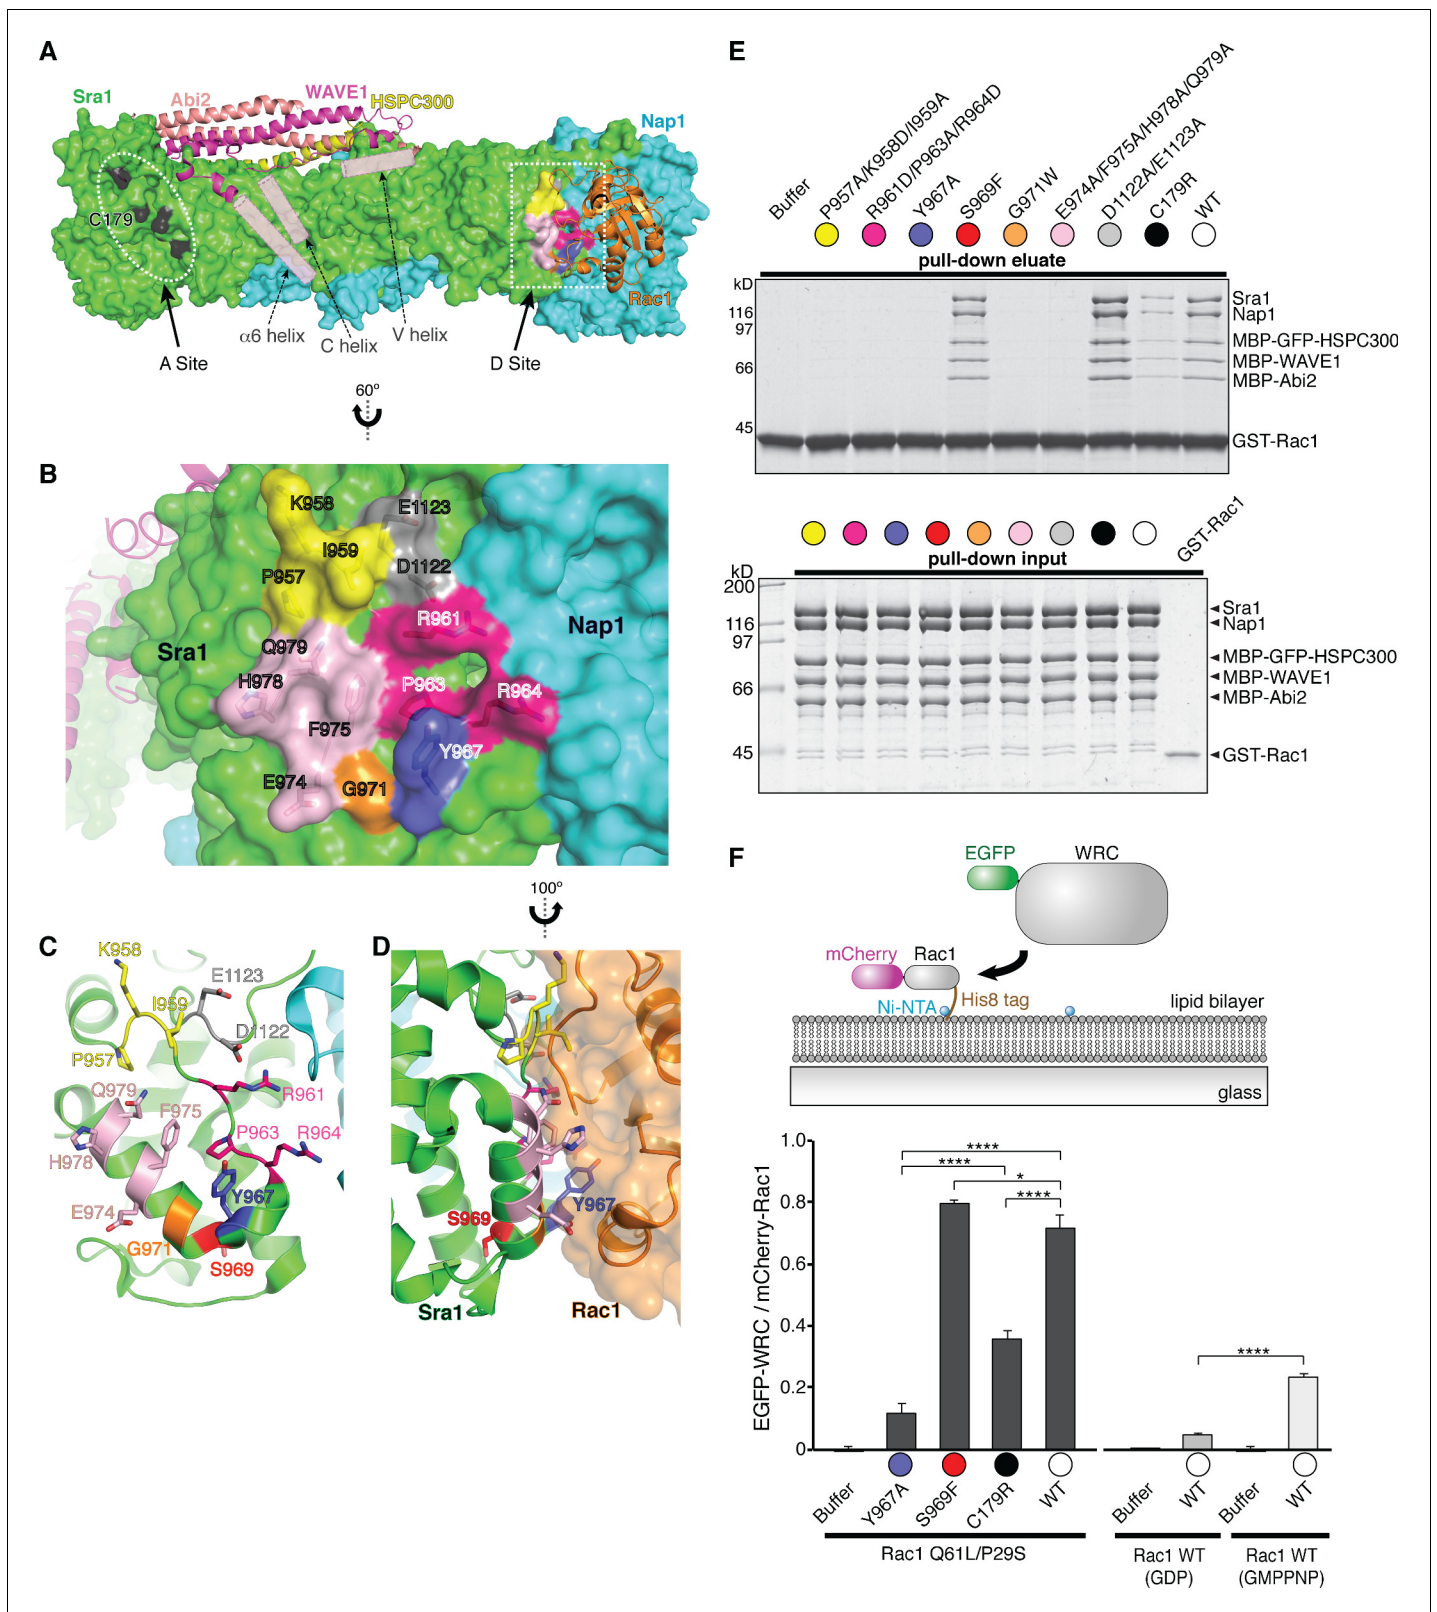 A
Sra1
Abi2
WAVE1
HSPC300
Nap1
C179
Rac1
α6 helix
C helix
V helix
A Site
D Site
60º
B
K958
E1123
I959
P957
D1122
R961
Q979
Sra1
Nap1
H978
P963
R964
F975
Y967
E974
G971
100º
C
K958
E1123
I959
D1122
P957
Q979
F975
R961
P963
R964
H978
Y967
E974
G971
S969
D
Y967
S969
Sra1
Rac1
E
Buffer
P957A/K958D/I959A
R961D/P963A/R964D
Y967A
S969F
G971W
E974A/F975A/H978A/Q979A
D1122A/E1123A
C179R
WT
pull-down eluate
kD
116
97
66
45
Sra1
Nap1
MBP-GFP-HSPC300
MBP-WAVE1
MBP-Abi2
GST-Rac1
GST-Rac1
pull-down input
kD
200
116
97
66
45
Sra1
Nap1
MBP-GFP-HSPC300
MBP-WAVE1
MBP-Abi2
GST-Rac1
F
EGFP
WRC
mCherry
Rac1
Ni-NTA
His8 tag
lipid bilayer
glass
EGFP-WRC / mCherry-Rac1
1.0
0.8
0.6
0.4
0.2
0
****
****
*
****
****
Buffer
Y967A
S969F
C179R
WT
Buffer
WT
Buffer
WT
Rac1 Q61L/P29S
Rac1 WT
(GDP)
Rac1 WT
(GMPPNP)